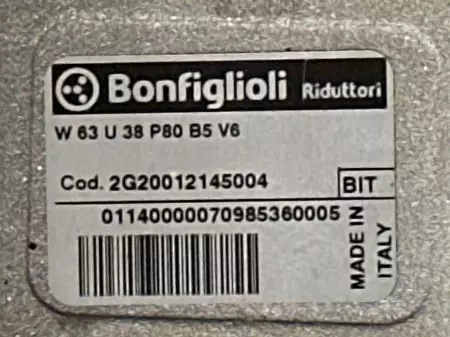 Bonfiglioli Riduttori
W 63 U 38 P80 B5 V6
Cod. 2G20012145004 BIT
01140000070985360005
MADE IN
ITALY